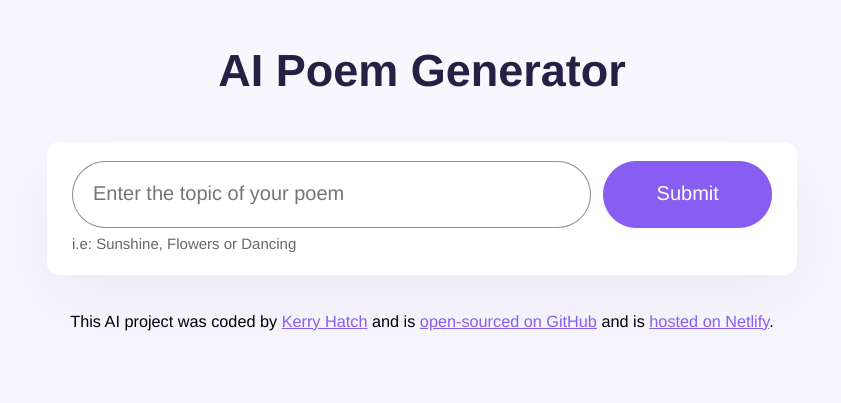 AI Poem Generator
Enter the topic of your poem
Submit
i.e: Sunshine, Flowers or Dancing
This AI project was coded by Kerry Hatch and is open-sourced on GitHub and is hosted on Netlify.